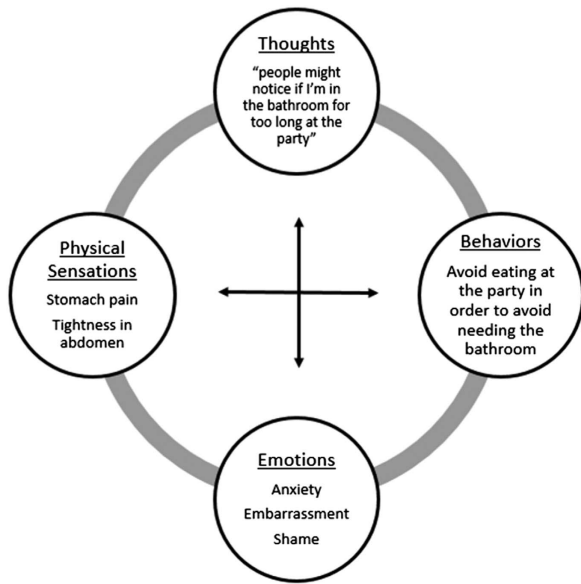 Thoughts
“people might
notice if I’m in
the bathroom for
too long at the
party”
Physical
Sensations
Stomach pain
Tightness in
abdomen
Behaviors
Avoid eating at
the party in
order to avoid
needing the
bathroom
Emotions
Anxiety
Embarrassment
Shame